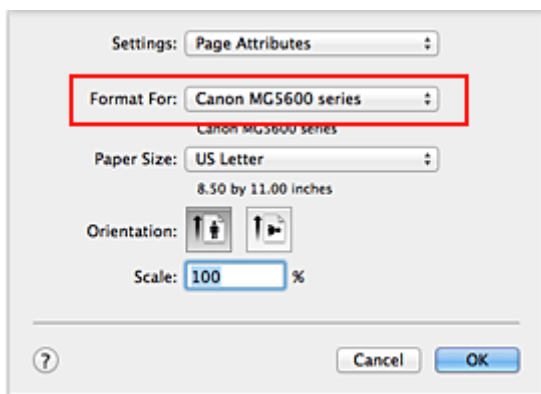 Settings: Page Attributes
Format For: Canon MG5600 series
Canon MG5600 series
Paper Size: US Letter
8.50 by 11.00 inches
Orientation:
Scale: 100 %
? Cancel OK